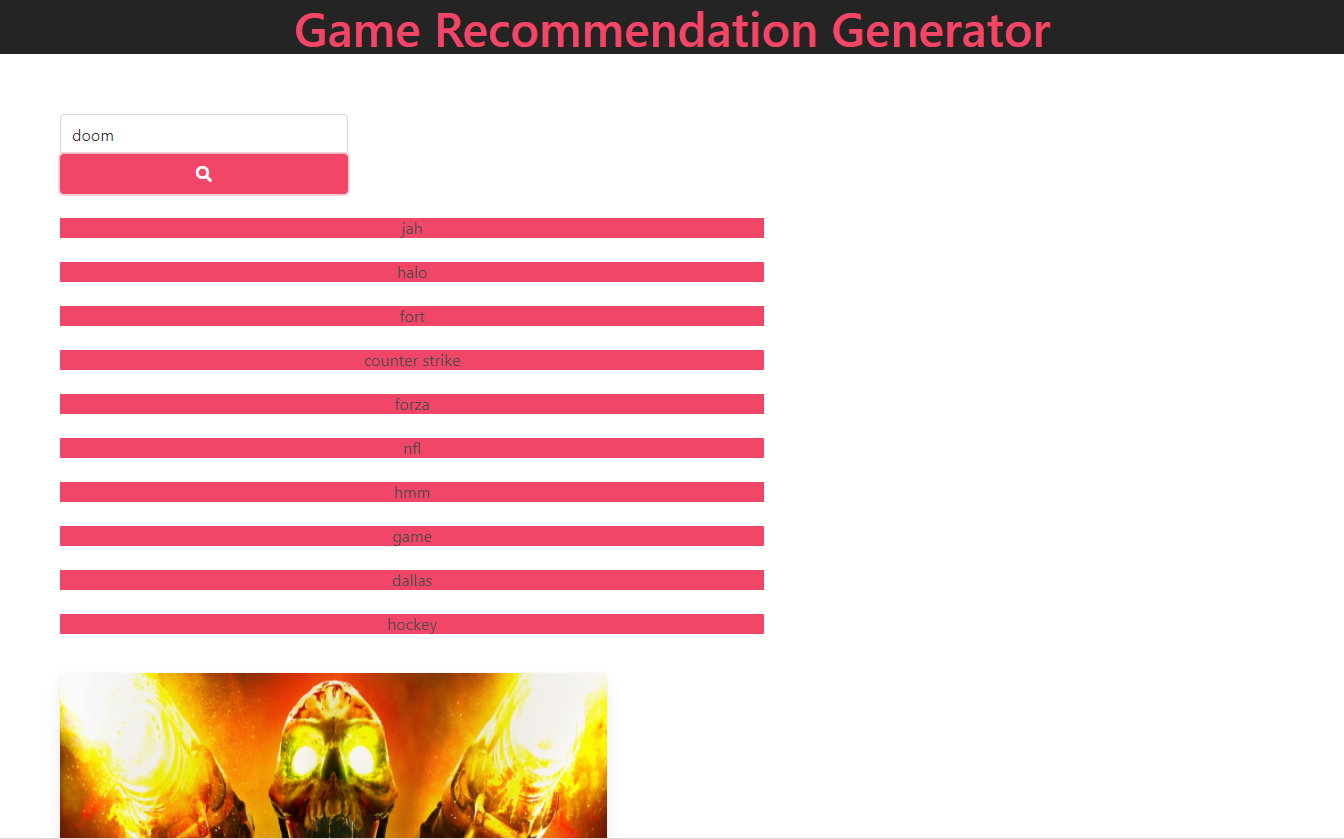 Game Recommendation Generator
doom
jah
halo
fort
counter strike
forza
nfl
hmm
game
dallas
hockey